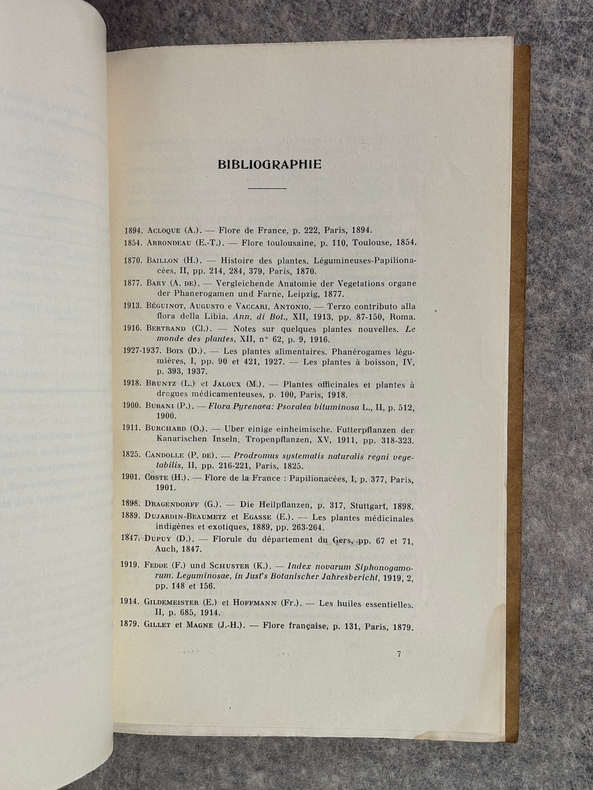 BIBLIOGRAPHIE
1894. Acloque (A.). — Flore de France, p. 222, Paris, 1894.
1854. Arrondeau (E.-T.). — Flore toulousaine, p. 110, Toulouse, 1854.
1870. Baillon (H.). — Histoire des plantes. Légumineuses-Papiliona-
cées, II, pp. 214, 284, 379, Paris, 1870.
1877. Bary (A. de). — Vergleichende Anatomie der Vegetations organe
der Phanerogamen und Farne, Leipzig, 1877.
1913. Béguinot, Augusto e Vaccari, Antonio. — Terzo contributo alla
flora della Libia. Ann. di Bot., XII, 1913, pp. 87-150, Roma.
1916. Bertrand (Cl.). — Notes sur quelques plantes nouvelles. Le
monde des plantes, XII, n° 62, p. 9, 1916.
1927-1937. Bois (D.). — Les plantes alimentaires. Phanérogames légu-
mières, I, pp. 90 et 421, 1927. — Les plantes à boisson, IV,
p. 393, 1937.
1918. Bruntz (L.) et Jaloux (M.). — Plantes officinales et plantes à
drogues médicamenteuses, p. 100, Paris, 1918.
1900. Bubani (P.). — Flora Pyrenaea: Psoralea bituminosa L., II, p. 512,
1900.
1911. Burchard (O.). — Uber einige einheimische. Futterpflanzen der
Kanarischen Inseln, Tropenpflanzen, XV, 1911, pp. 318-323.
1825. Candolle (P. de). — Prodromus systematis naturalis regni vege-
tabilis, II, pp. 216-221, Paris, 1825.
1901. Coste (H.). — Flore de la France : Papilionacées, I, p. 377, Paris,
1901.
1898. Dragendorff (G.). — Die Heilpflanzen, p. 317, Stuttgart, 1898.
1889. Dujardin-Beaumetz et Egasse (E.). — Les plantes médicinales
indigènes et exotiques, 1889, pp. 263-264.
1847. Dupuy (D.). — Florule du département du Gers, pp. 67 et 71,
Auch, 1847.
1919. Fedde (F.) und Schuster (K.). — Index novarum Siphonogamo-
rum. Leguminosae, in Just's Botanischer Jahresbericht, 1919, 2,
pp. 148 et 156.
1914. Gildemeister (E.) et Hoffmann (Fr.). — Les huiles essentielles.
II, p. 685, 1914.
1879. Gillet et Magne (J.-H.). — Flore française, p. 131, Paris, 1879.
7